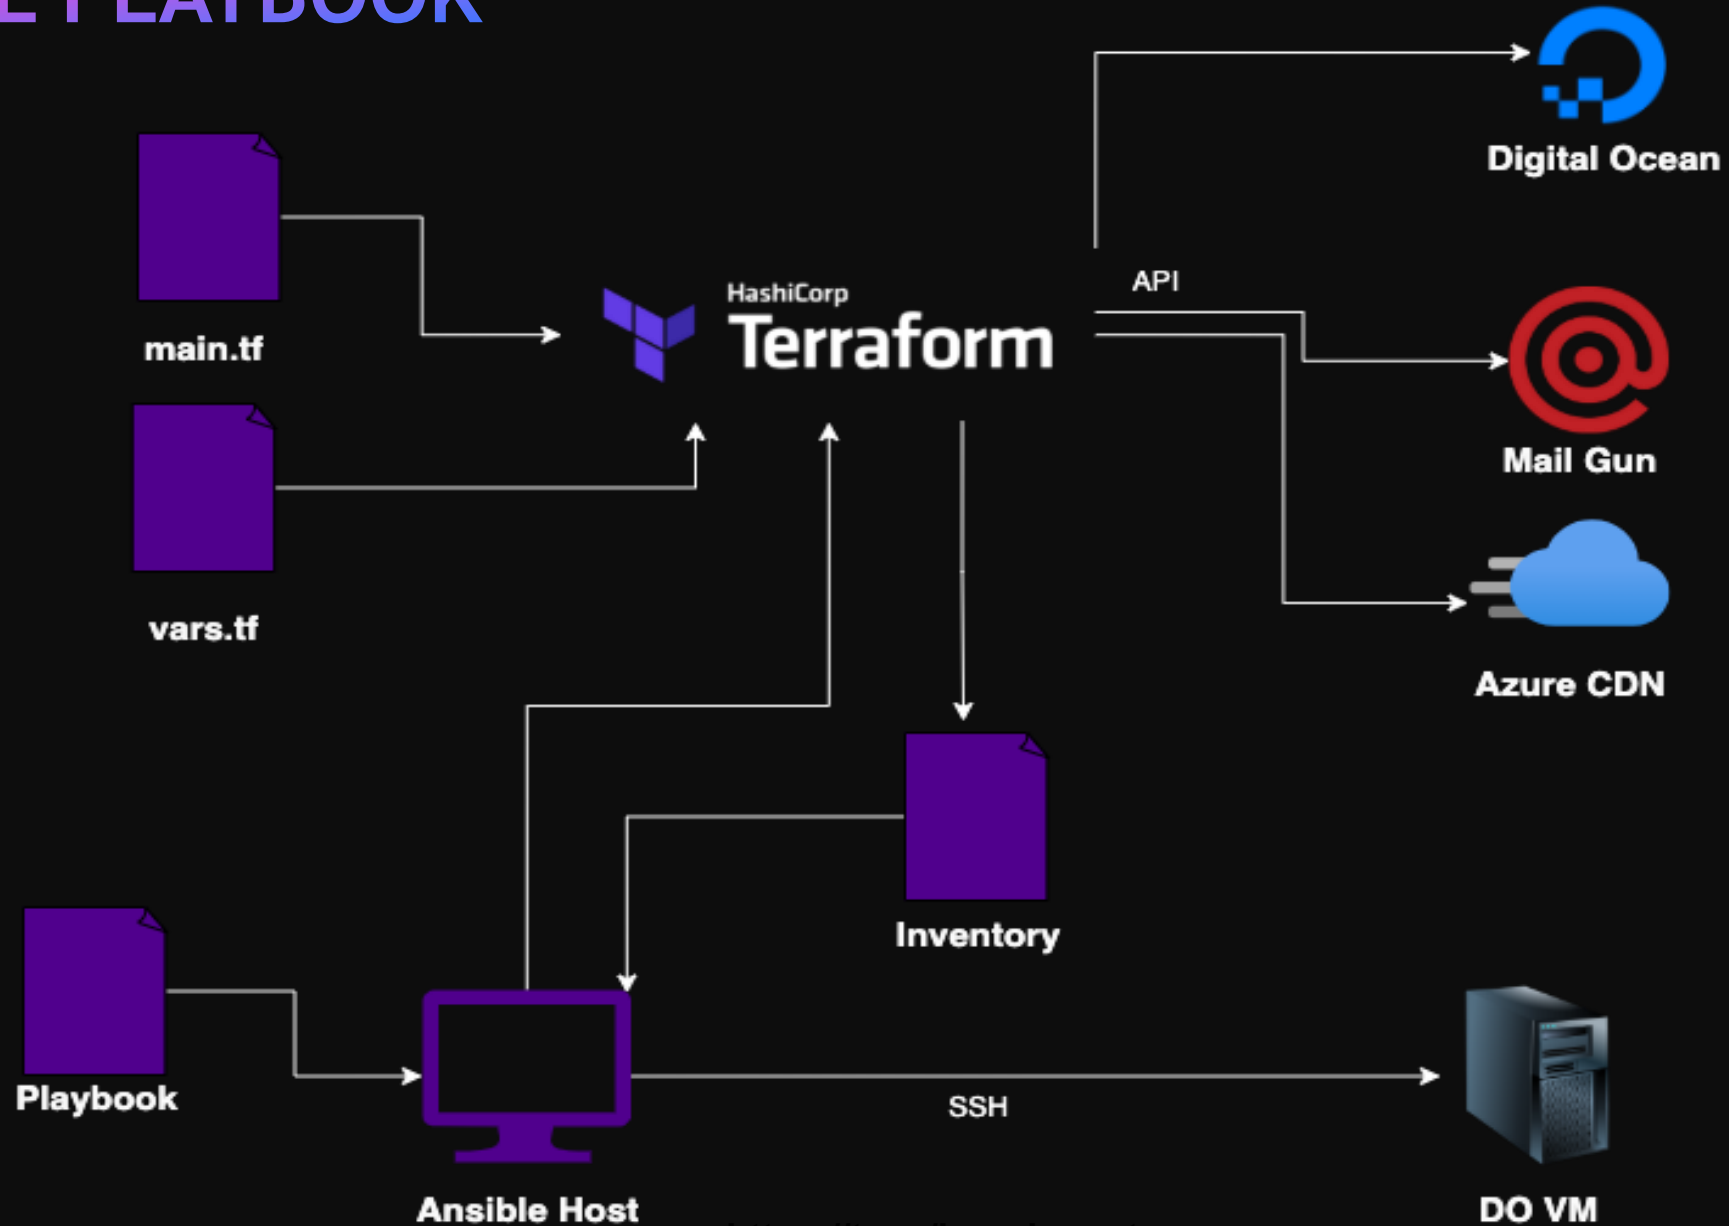 PLAYBOOK
Digital Ocean
API
HashiCorp
Terraform
main.tf
Mail Gun
vars.tf
Azure CDN
Inventory
Playbook
SSH
Ansible Host
DO VM